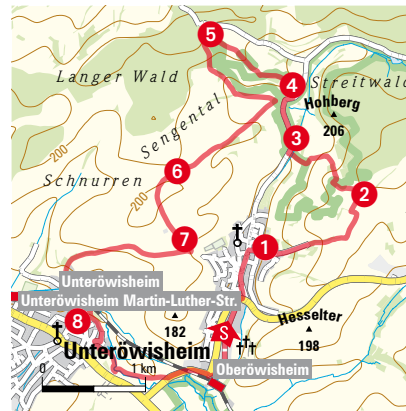 5
Langer Wald
4
Streitwald
Hohberg
206
Sengental
3
200
6
2
Schnurren
200
7
1
Unteröwisheim
Unteröwisheim Martin-Luther-Str.
8
182
S
Hesselter
198
Unteröwisheim
Oberöwisheim
0
1 km